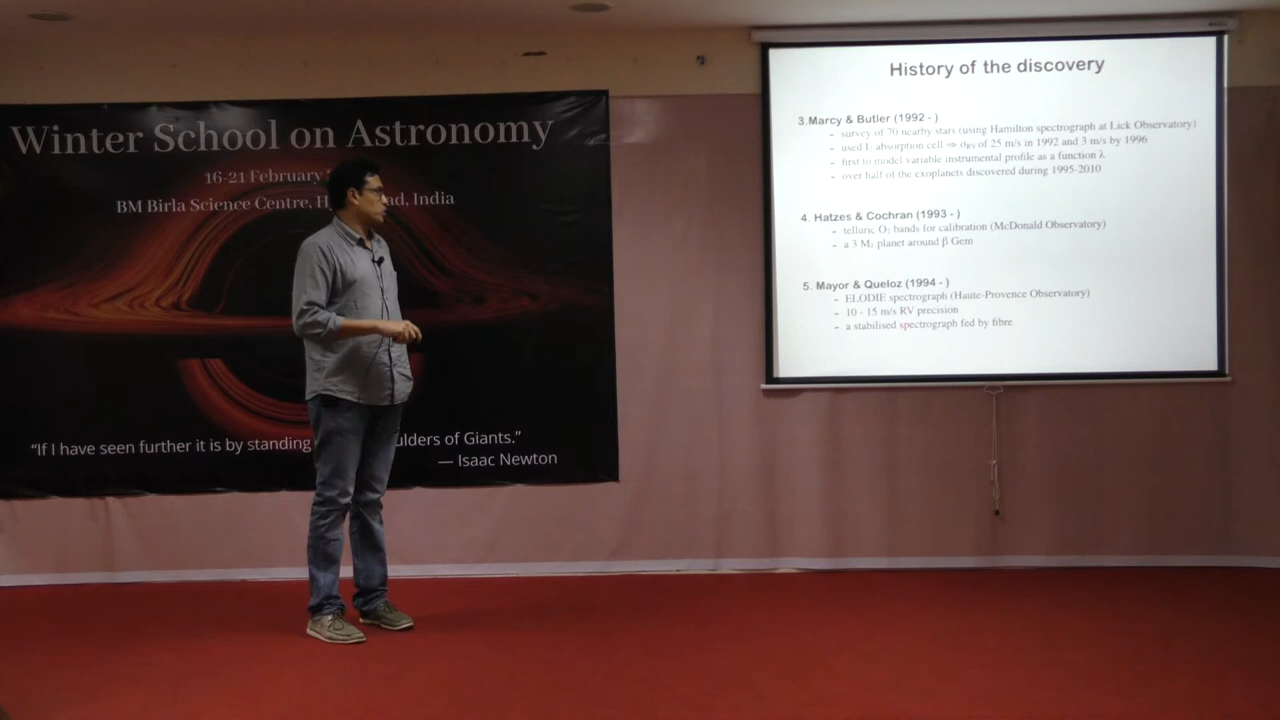 Winter School on Astronomy
16-21 February
BM Birla Science Centre, H ad, India
“If I have seen further it is by standing ulders of Giants.”
— Isaac Newton
History of the discovery
3.Marcy & Butler (1992 - )
- survey of 70 nearby stars (using Hamilton spectrograph at Lick Observatory)
- used I₂ absorption cell ⇒ σRV of 25 m/s in 1992 and 3 m/s by 1996
- first to model variable instrumental profile as a function λ
- over half of the exoplanets discovered during 1995-2010
4. Hatzes & Cochran (1993 - )
- telluric O₂ bands for calibration (McDonald Observatory)
- a 3 MJ planet around β Gem
5. Mayor & Queloz (1994 - )
- ELODIE spectrograph (Haute-Provence Observatory)
- 10 - 15 m/s RV precision
- a stabilised spectrograph fed by fibre